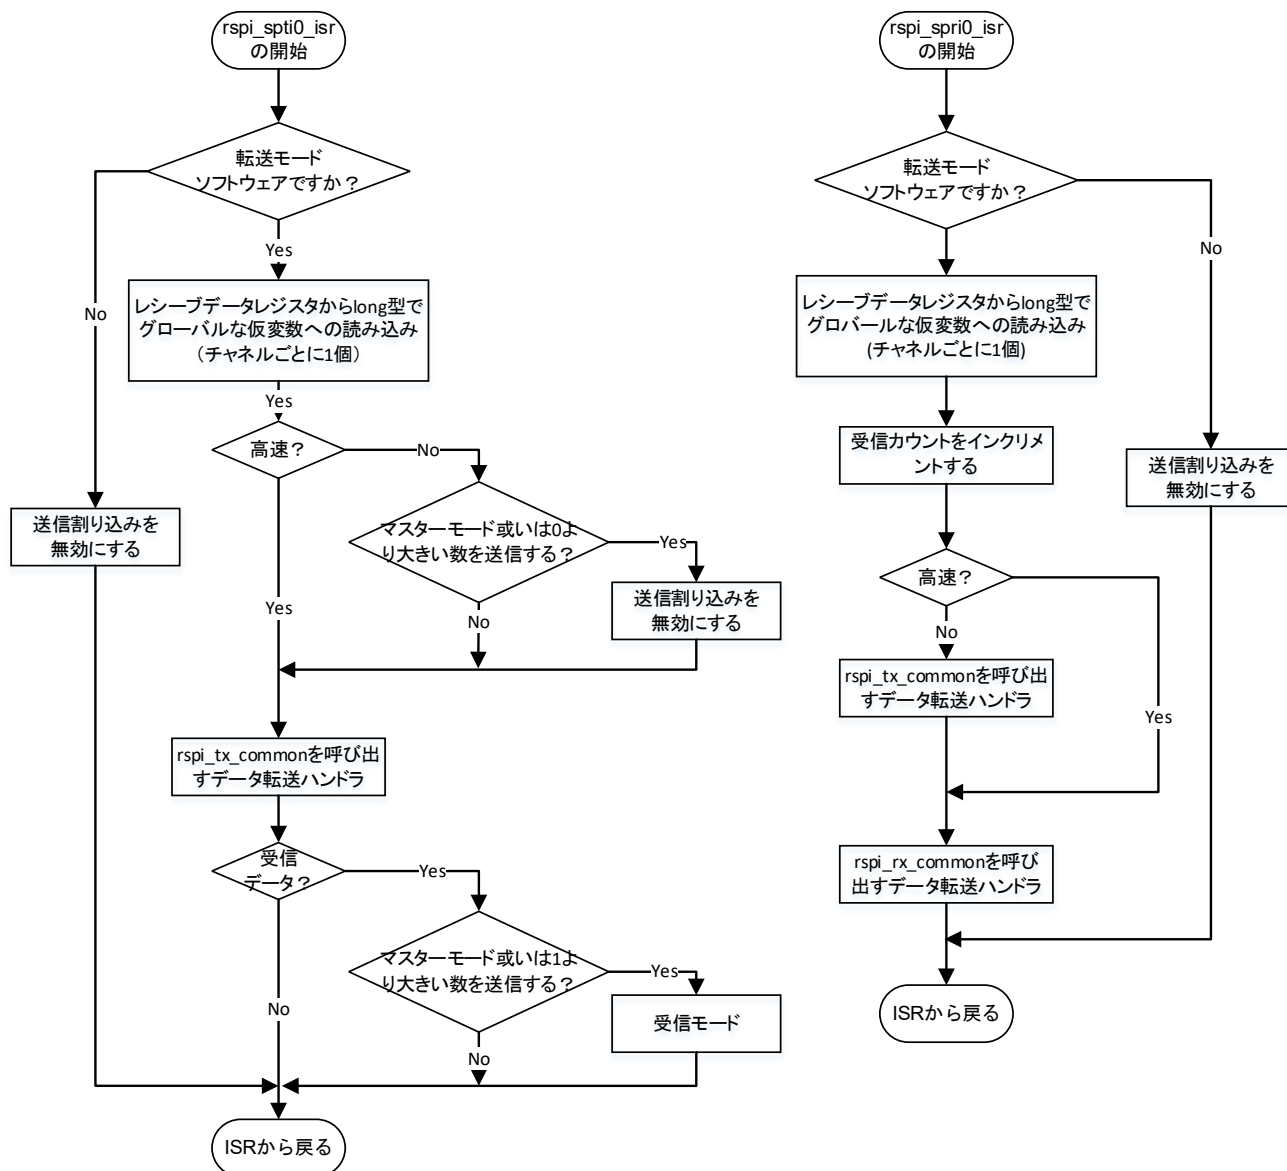 rspi_spti0_isr
の開始
転送モード
ソフトウェアですか？
Yes
No
レシーブデータレジスタからlong型で
グローバルな仮変数への読み込み
（チャネルごとに1個）
Yes
高速？
No
マスターモード或いは0よ
り大きい数を送信する？
Yes
送信割り込みを
無効にする
No
Yes
送信割り込みを
無効にする
rspi_tx_commonを呼び出
すデータ転送ハンドラ
受信
データ？
Yes
マスターモード或いは1よ
り大きい数を送信する？
Yes
受信モード
No
No
ISRから戻る
rspi_spri0_isr
の開始
転送モード
ソフトウェアですか？
No
レシーブデータレジスタからlong型で
グロバールな仮変数への読み込み
(チャネルごとに1個)
受信カウントをインクリメ
ントする
送信割り込みを
無効にする
高速？
No
Yes
rspi_tx_commonを呼び出
すデータ転送ハンドラ
rspi_rx_commonを呼び
出すデータ転送ハンドラ
ISRから戻る